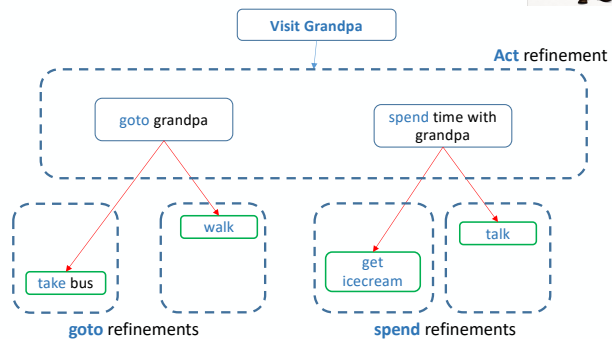 Visit Grandpa
Act refinement
goto grandpa
spend time with
grandpa
walk
talk
get
icecream
take bus
goto refinements
spend refinements